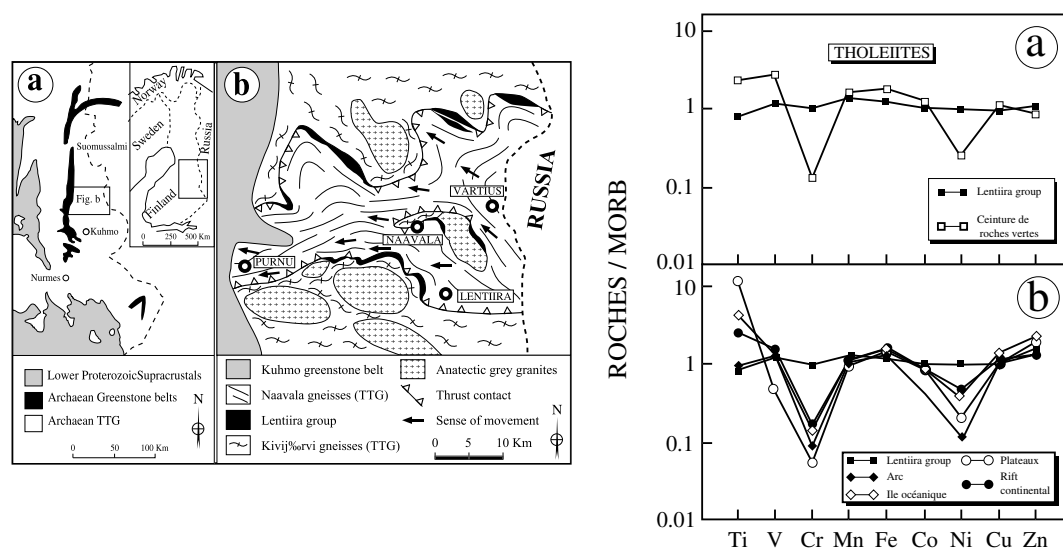 a
Norway
Sweden
Russia
Finland
0 250 500 Km
Suomussalmi
Fig. b
Kuhmo
Nurmes
b
VARTIUS
NAAVALA
PURNU
LENTIIRA
RUSSIA
Lower ProterozoicSupracrustals
Archaean Greenstone belts
Archaean TTG
N
0 50 100 Km
Kuhmo greenstone belt
Naavala gneisses (TTG)
Lentiira group
Kivij‰rvi gneisses (TTG)
Anatectic grey granites
Thrust contact
Sense of movement
N
0 5 10 Km
ROCHES / MORB
10
1
0.1
0.01
THOLEIITES
a
Lentiira group
Ceinture de
roches vertes
10
1
0.1
0.01
b
Lentiira group
Arc
Ile océanique
Plateaux
Rift
continental
Ti V Cr Mn Fe Co Ni Cu Zn